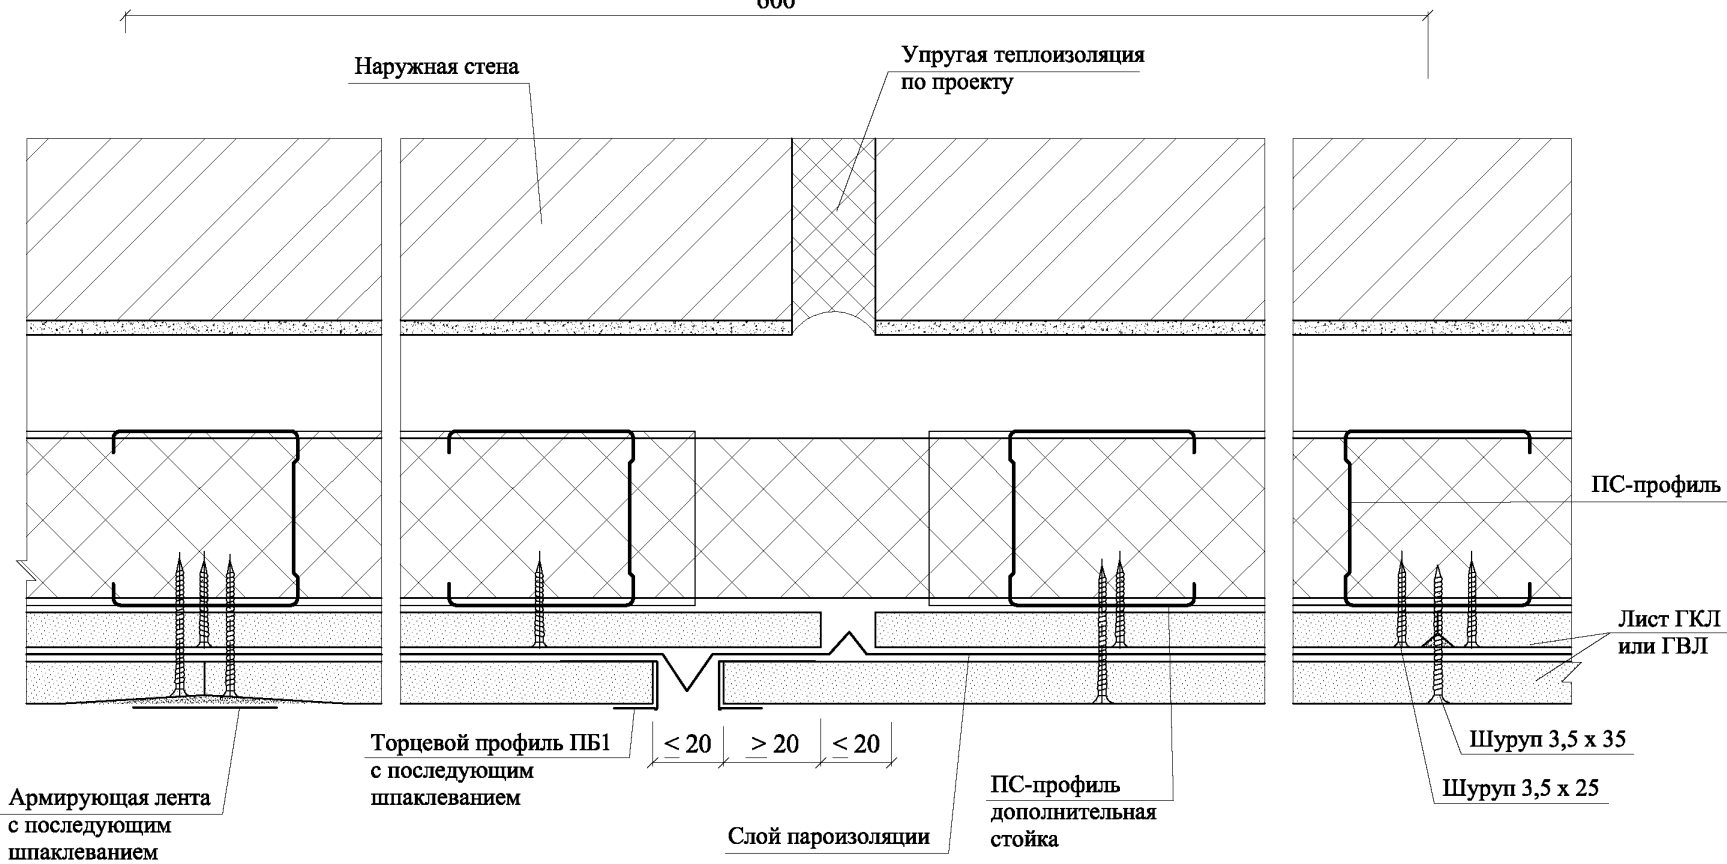 600
Наружная стена
Упругая теплоизоляция
по проекту
ПС-профиль
Лист ГКЛ
или ГВЛ
Шуруп 3,5 х 35
Шуруп 3,5 х 25
≤ 20
≥ 20
≤ 20
Торцевой профиль ПБ1
с последующим
шпаклеванием
ПС-профиль
дополнительная
стойка
Армирующая лента
с последующим
шпаклеванием
Слой пароизоляции